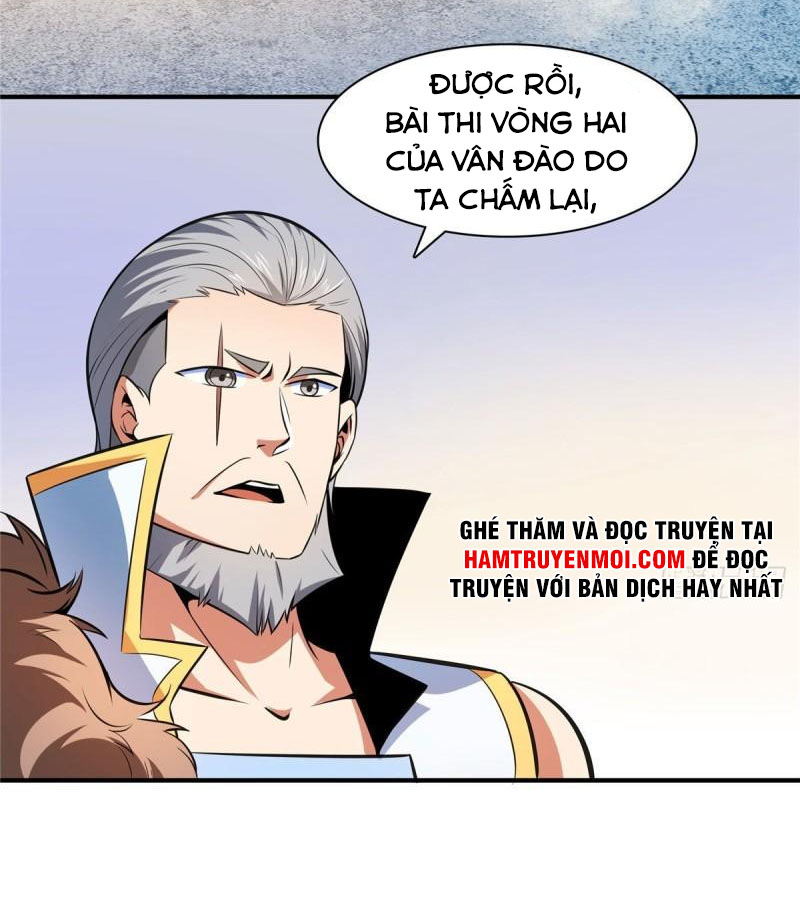 ĐƯỢC RỒI,
BÀI THI VÒNG HAI
CỦA VÂN ĐÀO DO
TA CHẤM LẠI,
GHÉ THĂM VÀ ĐỌC TRUYỆN TẠI
HAMTRUYENMOI.COM ĐỂ ĐỌC
TRUYỆN VỚI BẢN DỊCH HAY NHẤT